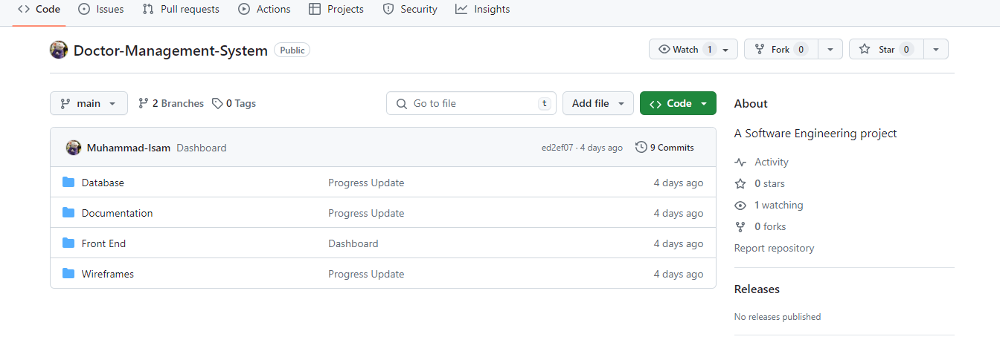 Code Issues Pull requests Actions Projects Security Insights
Doctor-Management-System Public Watch 1 Fork 0 Star 0
main 2 Branches 0 Tags Go to file t Add file Code
Muhammad-Isam Dashboard ed2ef07 · 4 days ago 9 Commits
Database Progress Update 4 days ago
Documentation Progress Update 4 days ago
Front End Dashboard 4 days ago
Wireframes Progress Update 4 days ago
About
A Software Engineering project
Activity
0 stars
1 watching
0 forks
Report repository
Releases
No releases published